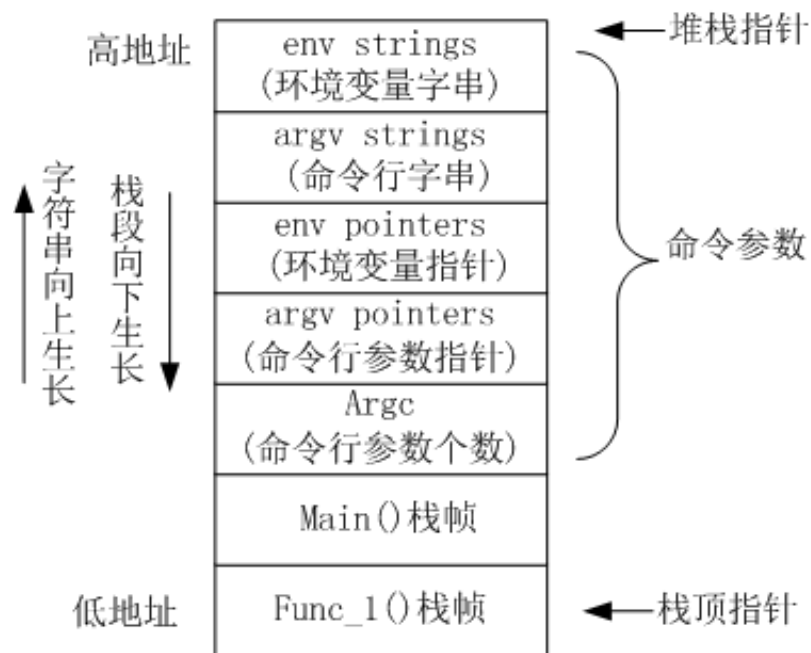 高地址
env strings
(环境变量字串)
堆栈指针
argv strings
(命令行字串)
字符串向上生长
栈段向下生长
env pointers
(环境变量指针)
命令参数
argv pointers
(命令行参数指针)
Argc
(命令行参数个数)
Main()栈帧
低地址
Func_1()栈帧
栈顶指针